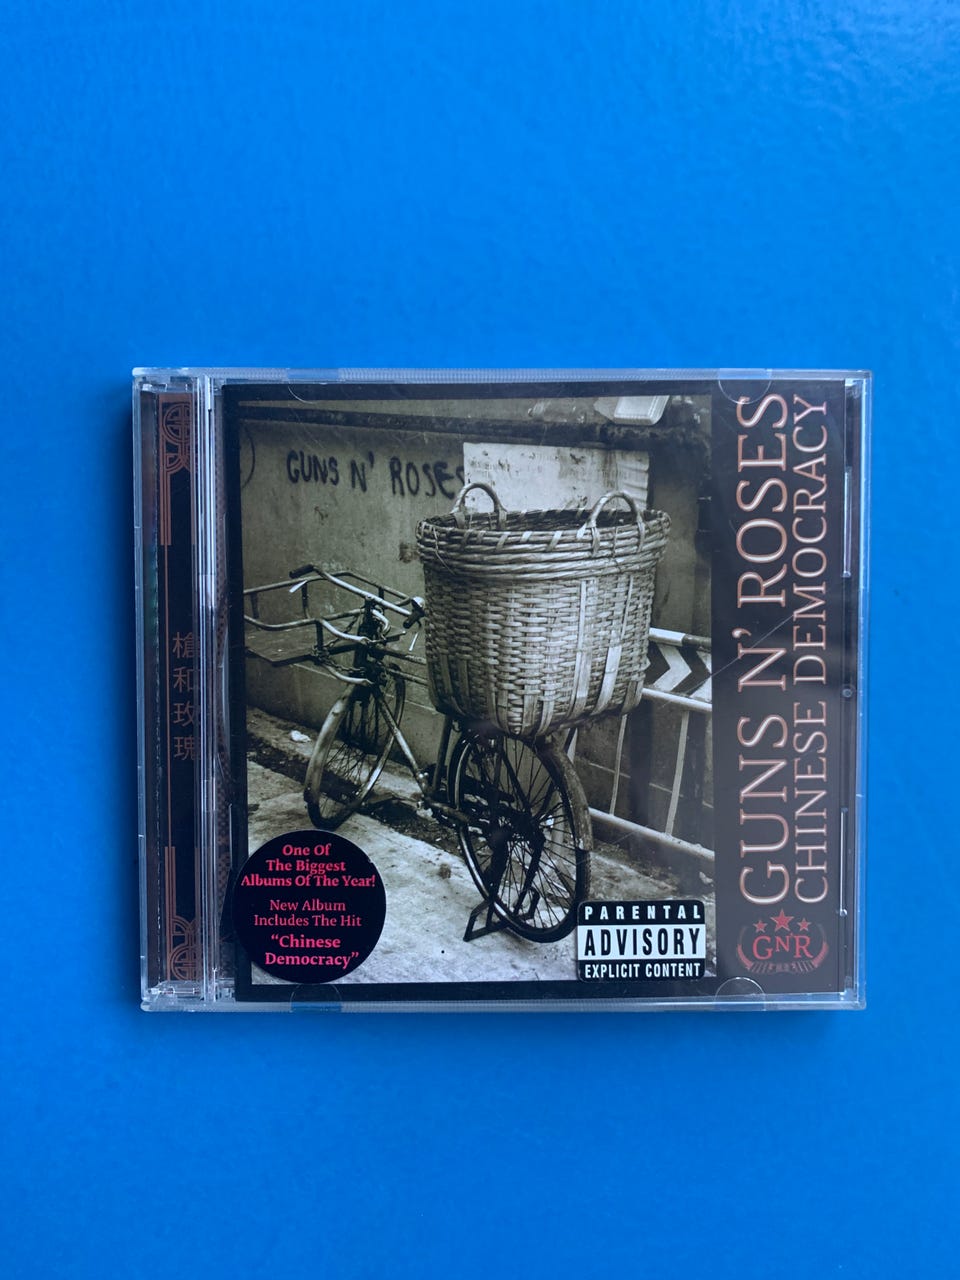 槍和玫瑰
GUNS N' ROSES
GUNS N' ROSES
CHINESE DEMOCRACY
One Of
The Biggest
Albums Of The Year!
New Album
Includes The Hit
"Chinese
Democracy"
PARENTAL
ADVISORY
EXPLICIT CONTENT
GN'R